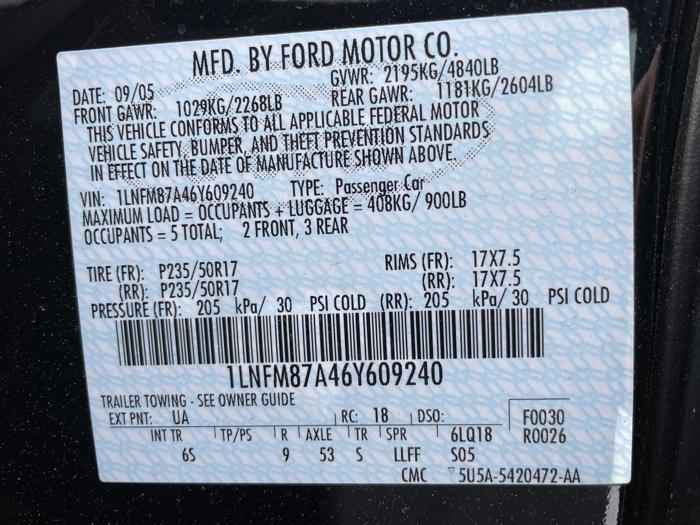 MFD. BY FORD MOTOR CO.
DATE: 09/05 GVWR: 2195KG/4840LB
FRONT GAWR: 1029KG/2268LB REAR GAWR: 1181KG/2604LB
THIS VEHICLE CONFORMS TO ALL APPLICABLE FEDERAL MOTOR
VEHICLE SAFETY, BUMPER, AND THEFT PREVENTION STANDARDS
IN EFFECT ON THE DATE OF MANUFACTURE SHOWN ABOVE.
VIN: 1LNFM87A46Y609240 TYPE: Passenger Car
MAXIMUM LOAD = OCCUPANTS + LUGGAGE = 408KG/ 900LB
OCCUPANTS = 5 TOTAL; 2 FRONT, 3 REAR
TIRE (FR): P235/50R17 RIMS (FR): 17X7.5
(RR): P235/50R17 (RR): 17X7.5
PRESSURE (FR): 205 kPa/ 30 PSI COLD (RR): 205 kPa/ 30 PSI COLD
1LNFM87A46Y609240
TRAILER TOWING - SEE OWNER GUIDE
EXT PNT: UA RC: 18 DSO: F0030
INT TR TP/PS R AXLE TR SPR 6LQ18 R0026
6S 9 53 S LLFF S05
CMC 5U5A-5420472-AA